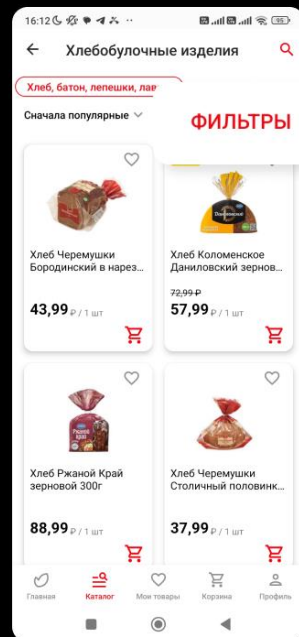 16:12
95
Хлебобулочные изделия
Хлеб, батон, лепешки, лав
Сначала популярные
ФИЛЬТРЫ
Хлеб Черемушки
Бородинский в нарез...
43,99 ₽ / 1 шт
Хлеб Коломенское
Даниловский зернов...
72,99 ₽
57,99 ₽ / 1 шт
Хлеб Ржаной Край
зерновой 300г
88,99 ₽ / 1 шт
Хлеб Черемушки
Столичный половинк...
37,99 ₽ / 1 шт
Главная
Каталог
Мои товары
Корзина
Профиль